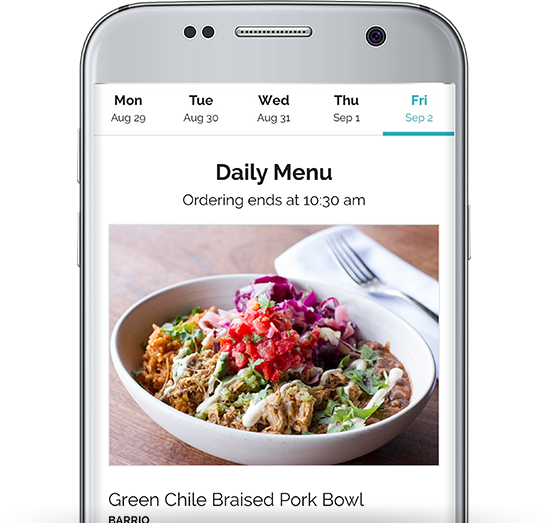 Mon Tue Wed Thu Fri
Aug 29 Aug 30 Aug 31 Sep 1 Sep 2
Daily Menu
Ordering ends at 10:30 am
Green Chile Braised Pork Bowl
BARRIO